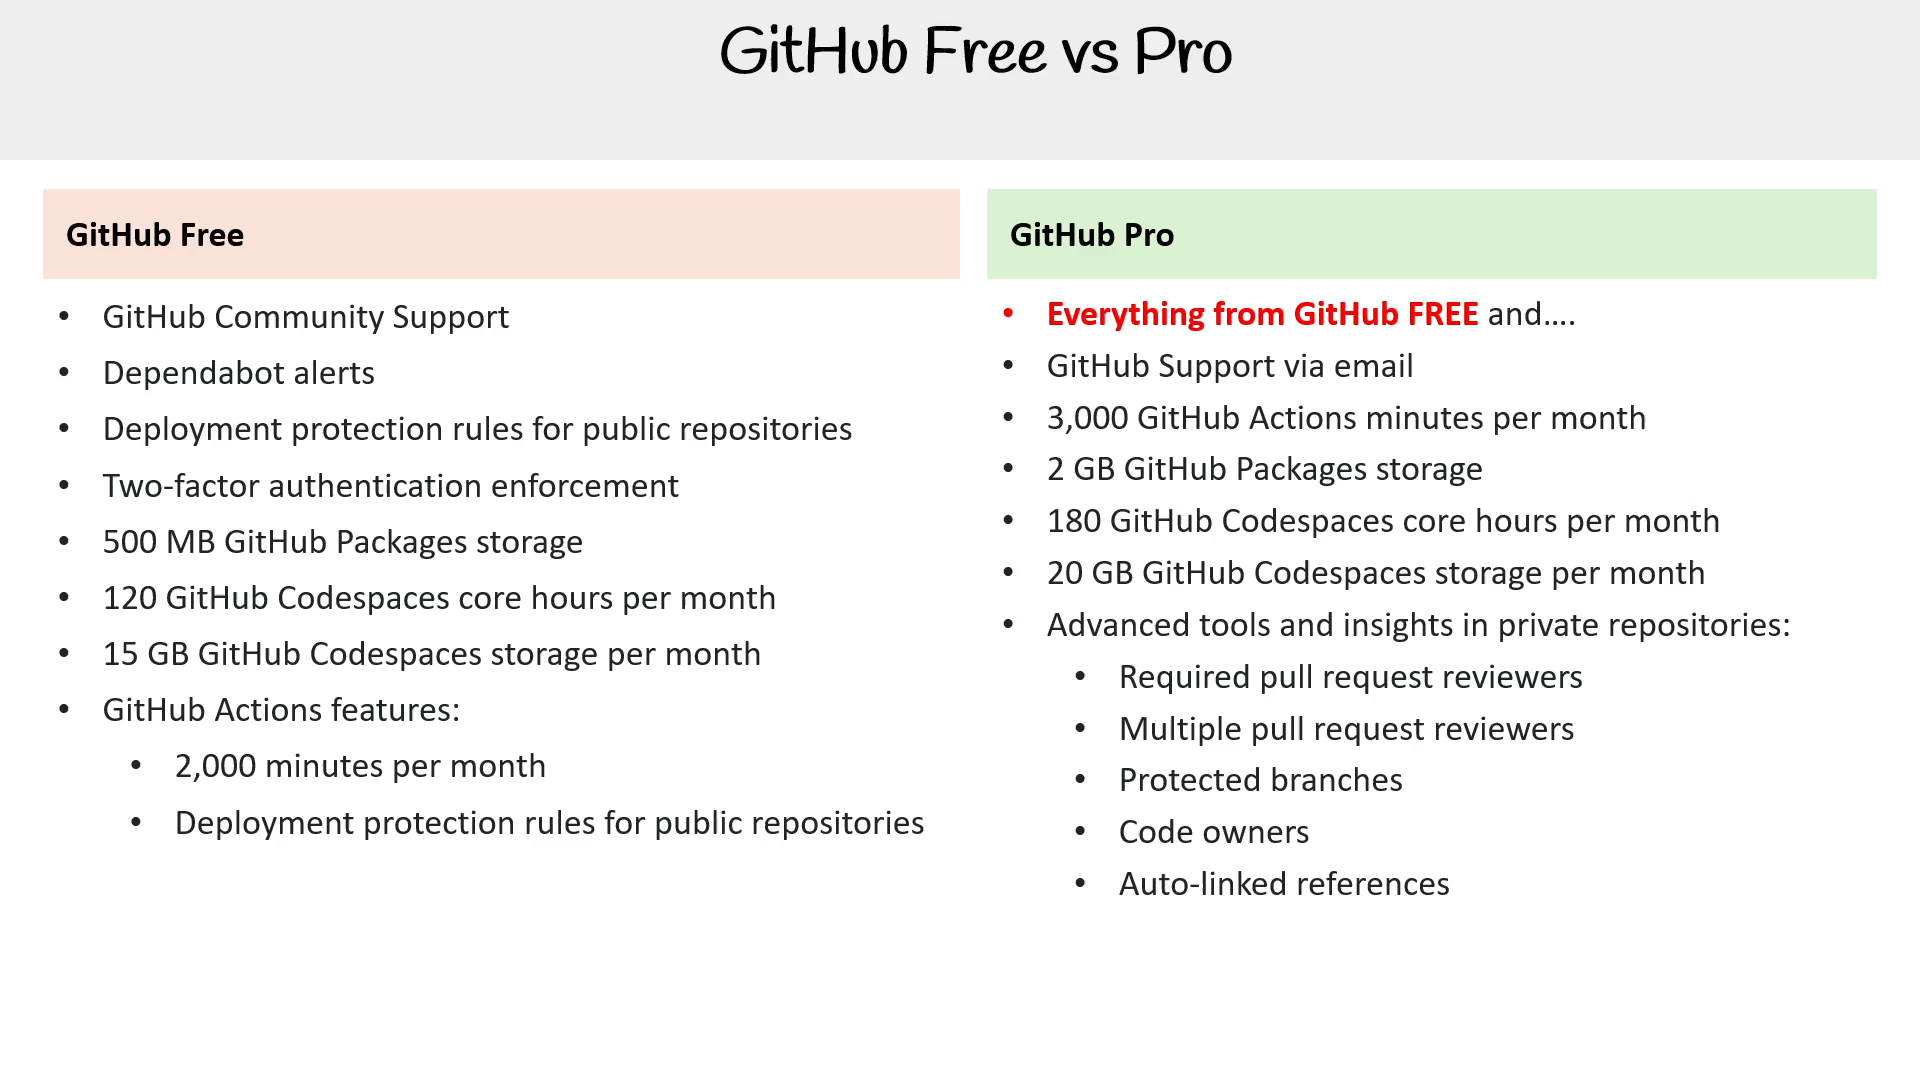 GitHub Free vs Pro
GitHub Free
• GitHub Community Support
• Dependabot alerts
• Deployment protection rules for public repositories
• Two-factor authentication enforcement
• 500 MB GitHub Packages storage
• 120 GitHub Codespaces core hours per month
• 15 GB GitHub Codespaces storage per month
• GitHub Actions features:
• 2,000 minutes per month
• Deployment protection rules for public repositories
GitHub Pro
• Everything from GitHub FREE and....
• GitHub Support via email
• 3,000 GitHub Actions minutes per month
• 2 GB GitHub Packages storage
• 180 GitHub Codespaces core hours per month
• 20 GB GitHub Codespaces storage per month
• Advanced tools and insights in private repositories:
• Required pull request reviewers
• Multiple pull request reviewers
• Protected branches
• Code owners
• Auto-linked references